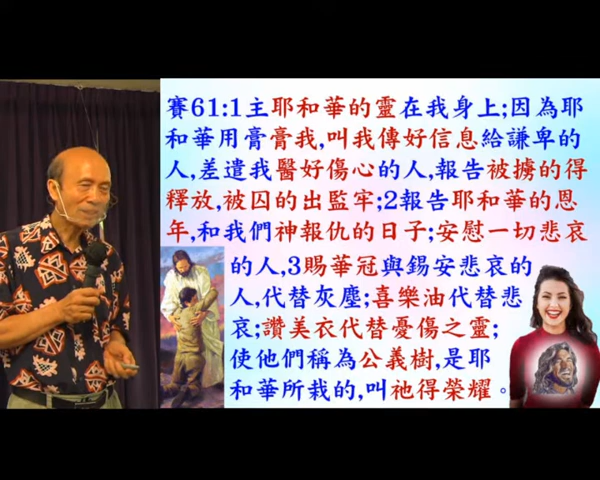 賽61:1主耶和華的靈在我身上;因為耶
和華用膏膏我,叫我傳好信息給謙卑的
人,差遣我醫好傷心的人,報告被擄的得
釋放,被囚的出監牢;2報告耶和華的恩
年,和我們神報仇的日子;安慰一切悲哀
的人,3賜華冠與錫安悲哀的
人,代替灰塵;喜樂油代替悲
哀;讚美衣代替憂傷之靈;
使他們稱為公義樹,是耶
和華所栽的,叫祂得榮耀。